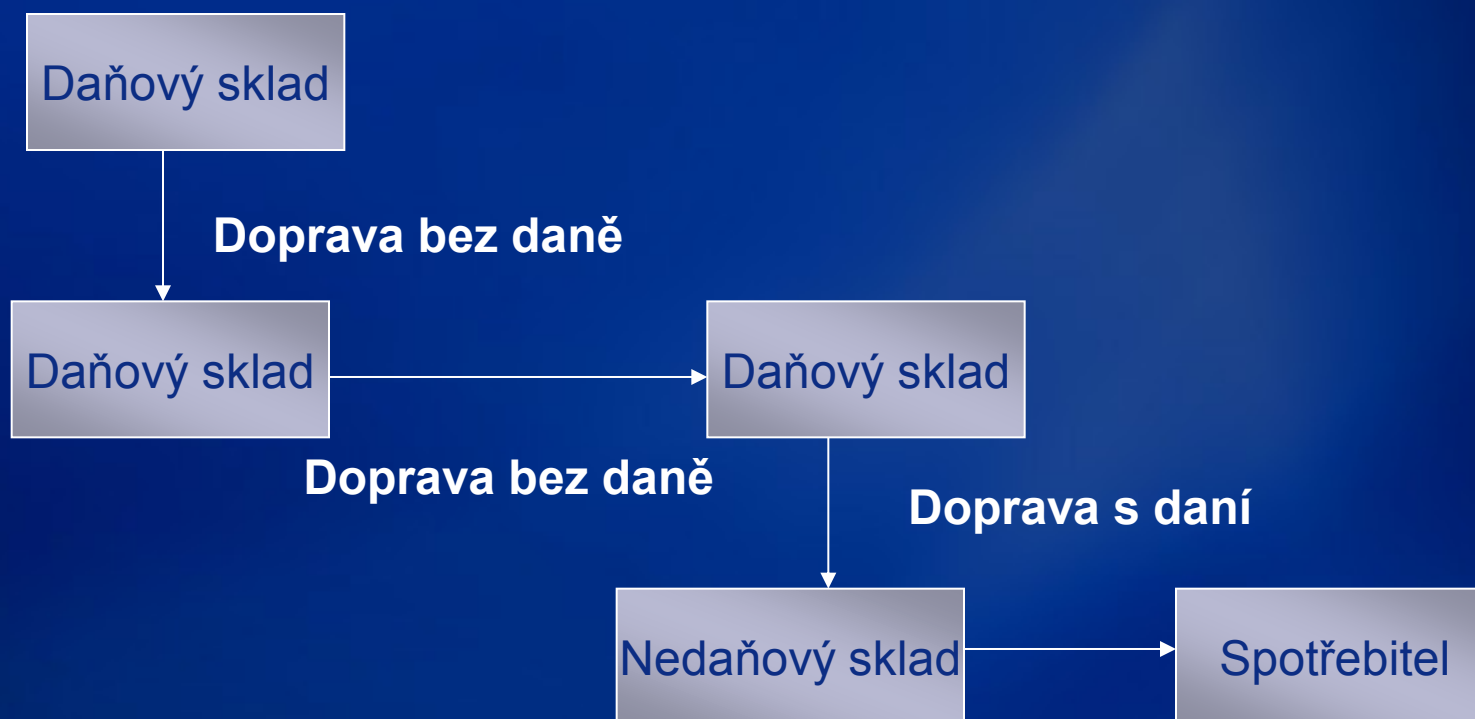 Daňový sklad
Doprava bez daně
Daňový sklad
Daňový sklad
Doprava bez daně
Doprava s daní
Nedaňový sklad
Spotřebitel